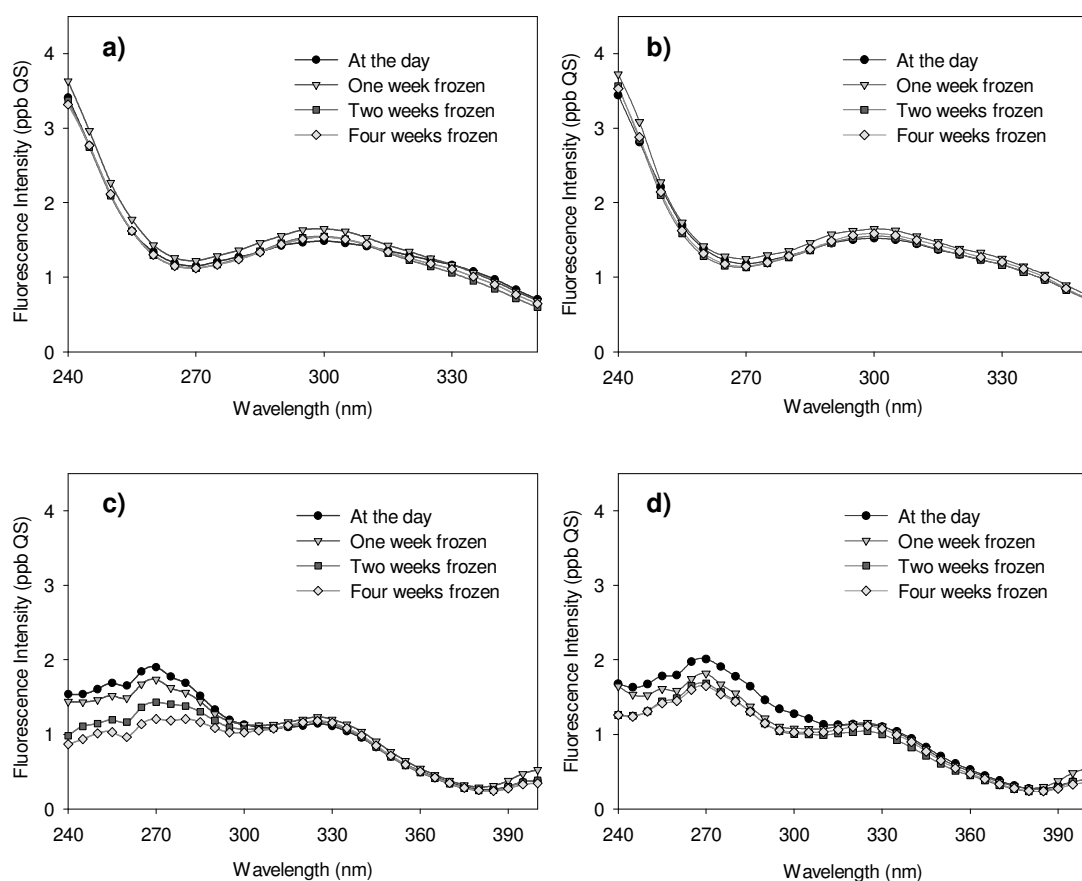 a)
At the day
One week frozen
Two weeks frozen
Four weeks frozen
Fluorescence Intensity (ppb QS)
4
3
2
1
0
240 270 300 330
Wavelength (nm)
b)
At the day
One week frozen
Two weeks frozen
Four weeks frozen
Fluorescence Intensity (ppb QS)
4
3
2
1
0
240 270 300 330
Wavelength (nm)
c)
At the day
One week frozen
Two weeks frozen
Four weeks frozen
Fluorescence Intensity (ppb QS)
4
3
2
1
0
240 270 300 330 360 390
Wavelength (nm)
d)
At the day
One week frozen
Two weeks frozen
Four weeks frozen
Fluorescence Intensity (ppb QS)
4
3
2
1
0
240 270 300 330 360 390
Wavelength (nm)